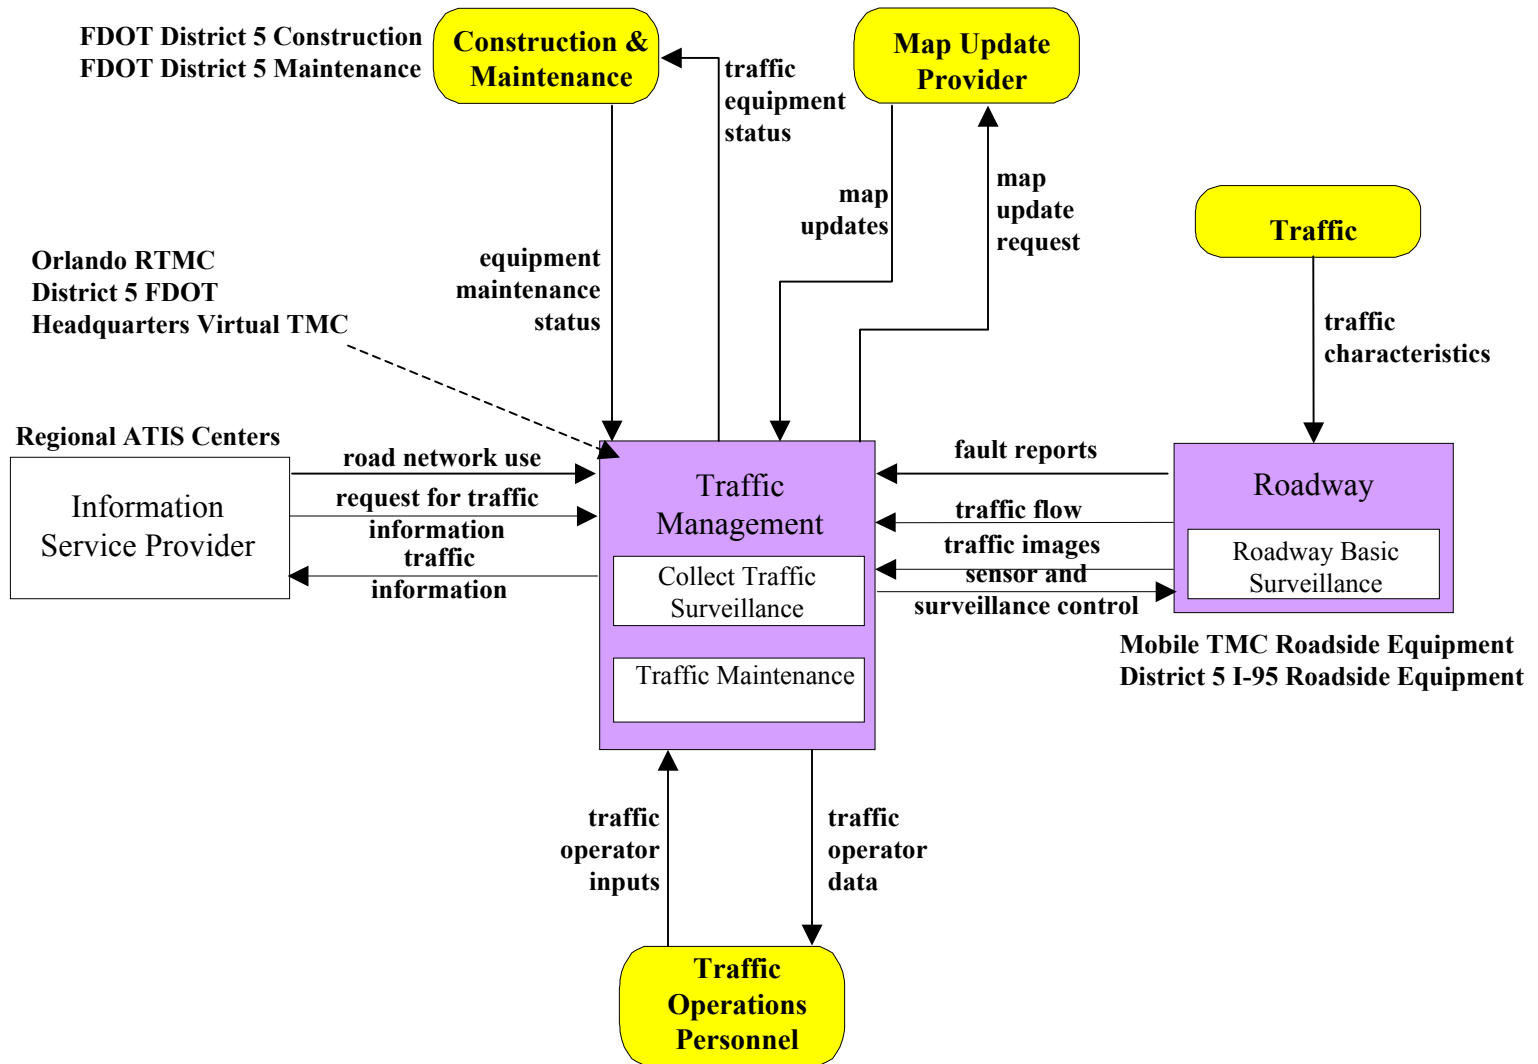 FDOT District 5 Construction
FDOT District 5 Maintenance
Construction &
Maintenance
traffic
equipment
status
Map Update
Provider
map
updates
map
update
request
Traffic
traffic
characteristics
Orlando RTMC
District 5 FDOT
Headquarters Virtual TMC
equipment
maintenance
status
Regional ATIS Centers
Information
Service Provider
road network use
request for traffic
information
traffic
information
Traffic
Management
Collect Traffic
Surveillance
Traffic Maintenance
fault reports
traffic flow
traffic images
sensor and
surveillance control
Roadway
Roadway Basic
Surveillance
Mobile TMC Roadside Equipment
District 5 I-95 Roadside Equipment
traffic
operator
inputs
traffic
operator
data
Traffic
Operations
Personnel